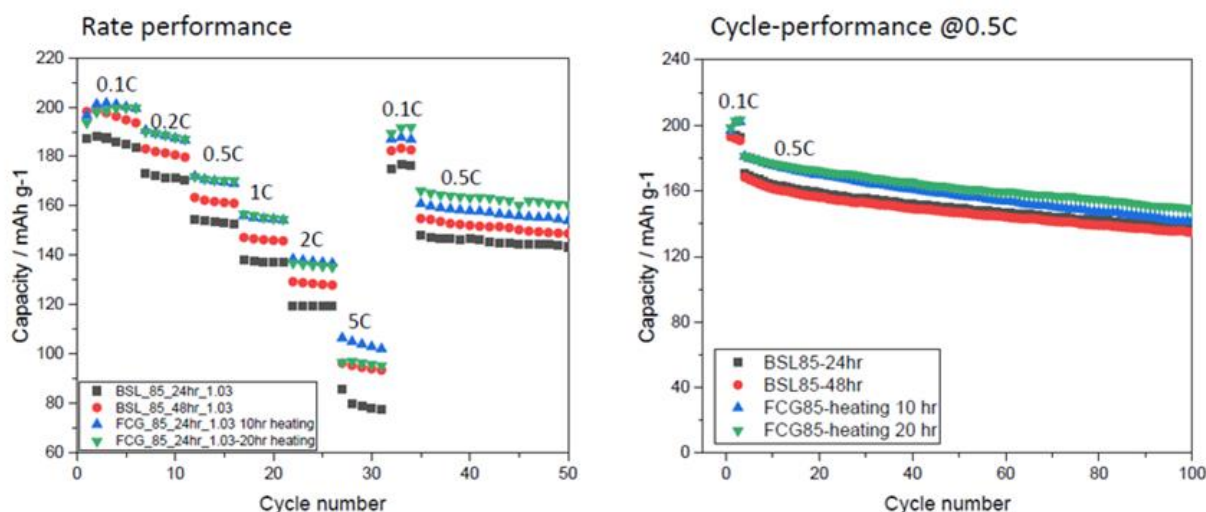 Rate performance
220
200
180
160
140
120
100
80
60
0
10
20
30
40
50
Capacity / mAh g-1
Cycle number
0.1C
0.2C
0.5C
1C
2C
5C
0.1C
0.5C
BSL_85_24hr_1.03
BSL_85_48hr_1.03
FCG_85_24hr_1.03 10hr heating
FCG_85_24hr_1.03-20hr heating
Cycle-performance @0.5C
240
200
160
120
80
40
0
0
20
40
60
80
100
Capacity / mAh g-1
Cycle number
0.1C
0.5C
BSL85-24hr
BSL85-48hr
FCG85-heating 10 hr
FCG85-heating 20 hr